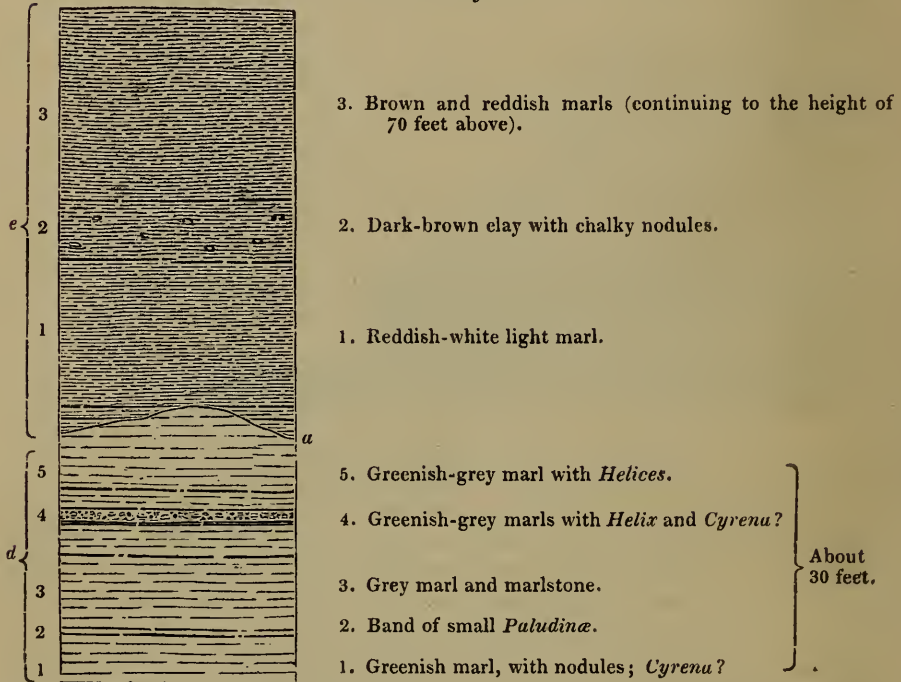 3
3. Brown and reddish marls (continuing to the height of
70 feet above).
e
2
2. Dark-brown clay with chalky nodules.
1
1. Reddish-white light marl.
a
5
5. Greenish-grey marl with Helices.
4
4. Greenish-grey marls with Helix and Cyrena?
d
About
30 feet.
3
3. Grey marl and marlstone.
2
2. Band of small Paludinæ.
1
1. Greenish marl, with nodules; Cyrena?